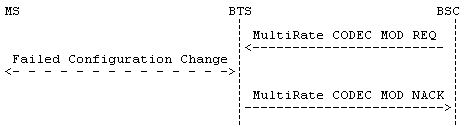 MS BTS BSC
MultiRate CODEC MOD REQ
Failed Configuration Change
MultiRate CODEC MOD NACK